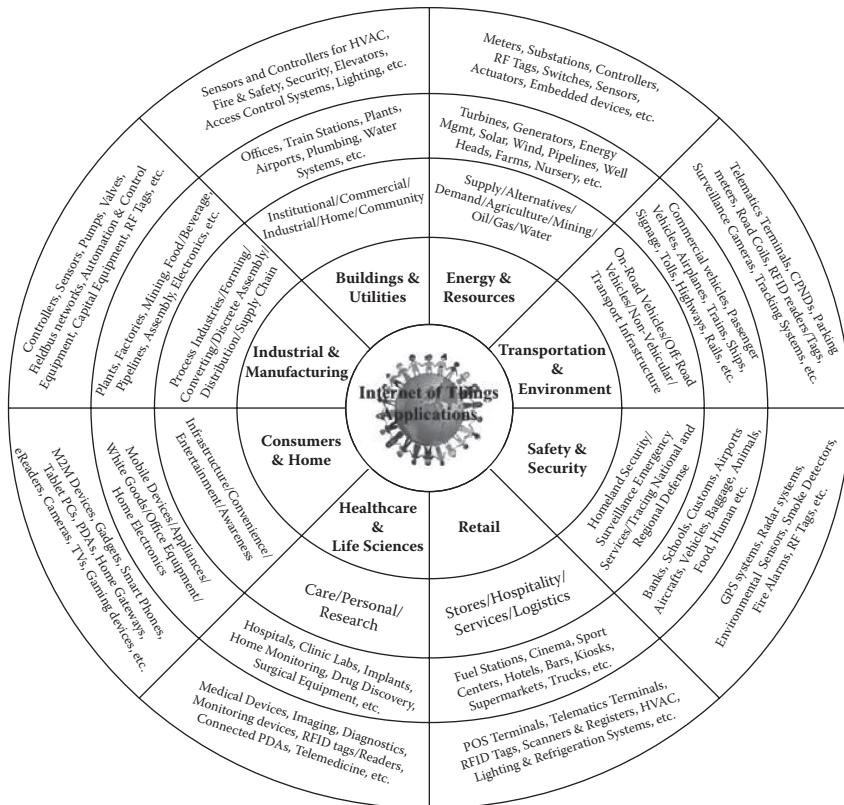 Internet of Things
Applications
Buildings &
Utilities
Institutional/Commercial/
Industrial/Home/Community
Offices, Train Stations, Plants,
Airports, Plumbing, Water
Systems, etc.
Sensors and Controllers for HVAC,
Fire & Safety, Security, Elevators,
Access Control Systems, Lighting, etc.
Energy
& Resources
Supply/Alternatives/
Demand/Agriculture/Mining/
Oil/Gas/Water
Turbines, Generators, Energy
Mgmt, Solar, Wind, Pipelines, Well
Heads, Farms, Nursery, etc.
Meters, Substations, Controllers,
RF Tags, Switches, Sensors,
Actuators, Embedded devices, etc.
Transportation
&
Environment
On-Road Vehicles/Off-Road
Vehicles/Non-Vehicular/
Transport Infrastructure
Commercial vehicles, Passenger
Vehicles, Airplanes, Trains, Ships,
Signage, Tolls, Highways, Rails, etc.
Telematics Terminals, CPNDs, Parking
meters, Road Coils, RFID readers/Tags,
Surveillance Cameras, Tracking Systems, etc.
Safety &
Security
Homeland Security/
Surveillance Emergency
Services/Tracing National and
Regional Defense
Banks, Schools, Customs, Airports
Aircrafts, Vehicles, Baggage, Animals,
Food, Human etc.
GPS systems, Radar systems,
Environmental Sensors, Smoke Detectors,
Fire Alarms, RF Tags, etc.
Retail
Stores/Hospitality/
Services/Logistics
Fuel Stations, Cinema, Sport
Centers, Hotels, Bars, Kiosks,
Supermarkets, Trucks, etc.
POS Terminals, Telematics Terminals,
RFID Tags, Scanners & Registers, HVAC,
Lighting & Refrigration Systems, etc.
Healthcare
&
Life Sciences
Care/Personal/
Research
Hospitals, Clinic Labs, Implants,
Home Monitoring, Drug Discovery,
Surgical Equipment, etc.
Medical Devices, Imaging, Diagnostics,
Monitoring devices, RFID tags/Readers,
Connected PDAs, Telemedicine, etc.
Consumers
& Home
Infrastructure/Convenience/
Entertainment/Awareness
Mobile Devices/Appliances/
White Goods/Office Equipment/
Home Electronics
M2M Devices, Gadgets, Smart Phones,
Tablet PCs, PDAs, Home Gateways,
eReaders, Cameras, TVs, Gaming devices, etc.
Industrial &
Manufacturing
Process Industries/Forming/
Converting/Discrete Assembly/
Distribution/Supply Chain
Plants, Factories, Mining, Food/Beverage,
Pipelines, Assembly, Electronics, etc.
Controllers, Sensors, Pumps, Valves,
Fieldbus networks, Automation & Control
Equipment, Capital Equipment, RF Tags, etc.